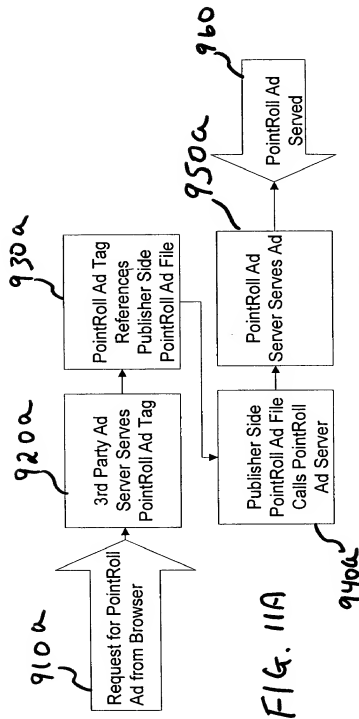 910a
Request for PointRoll
Ad from Browser
920a
3rd Party Ad
Server Serves
PointRoll Ad Tag
930a
PointRoll Ad Tag
References
Publisher Side
PointRoll Ad File
940a
Publisher Side
PointRoll Ad File
Calls PointRoll
Ad Server
950a
PointRoll Ad
Server Serves Ad
960
PointRoll Ad
Served
FIG. 11A